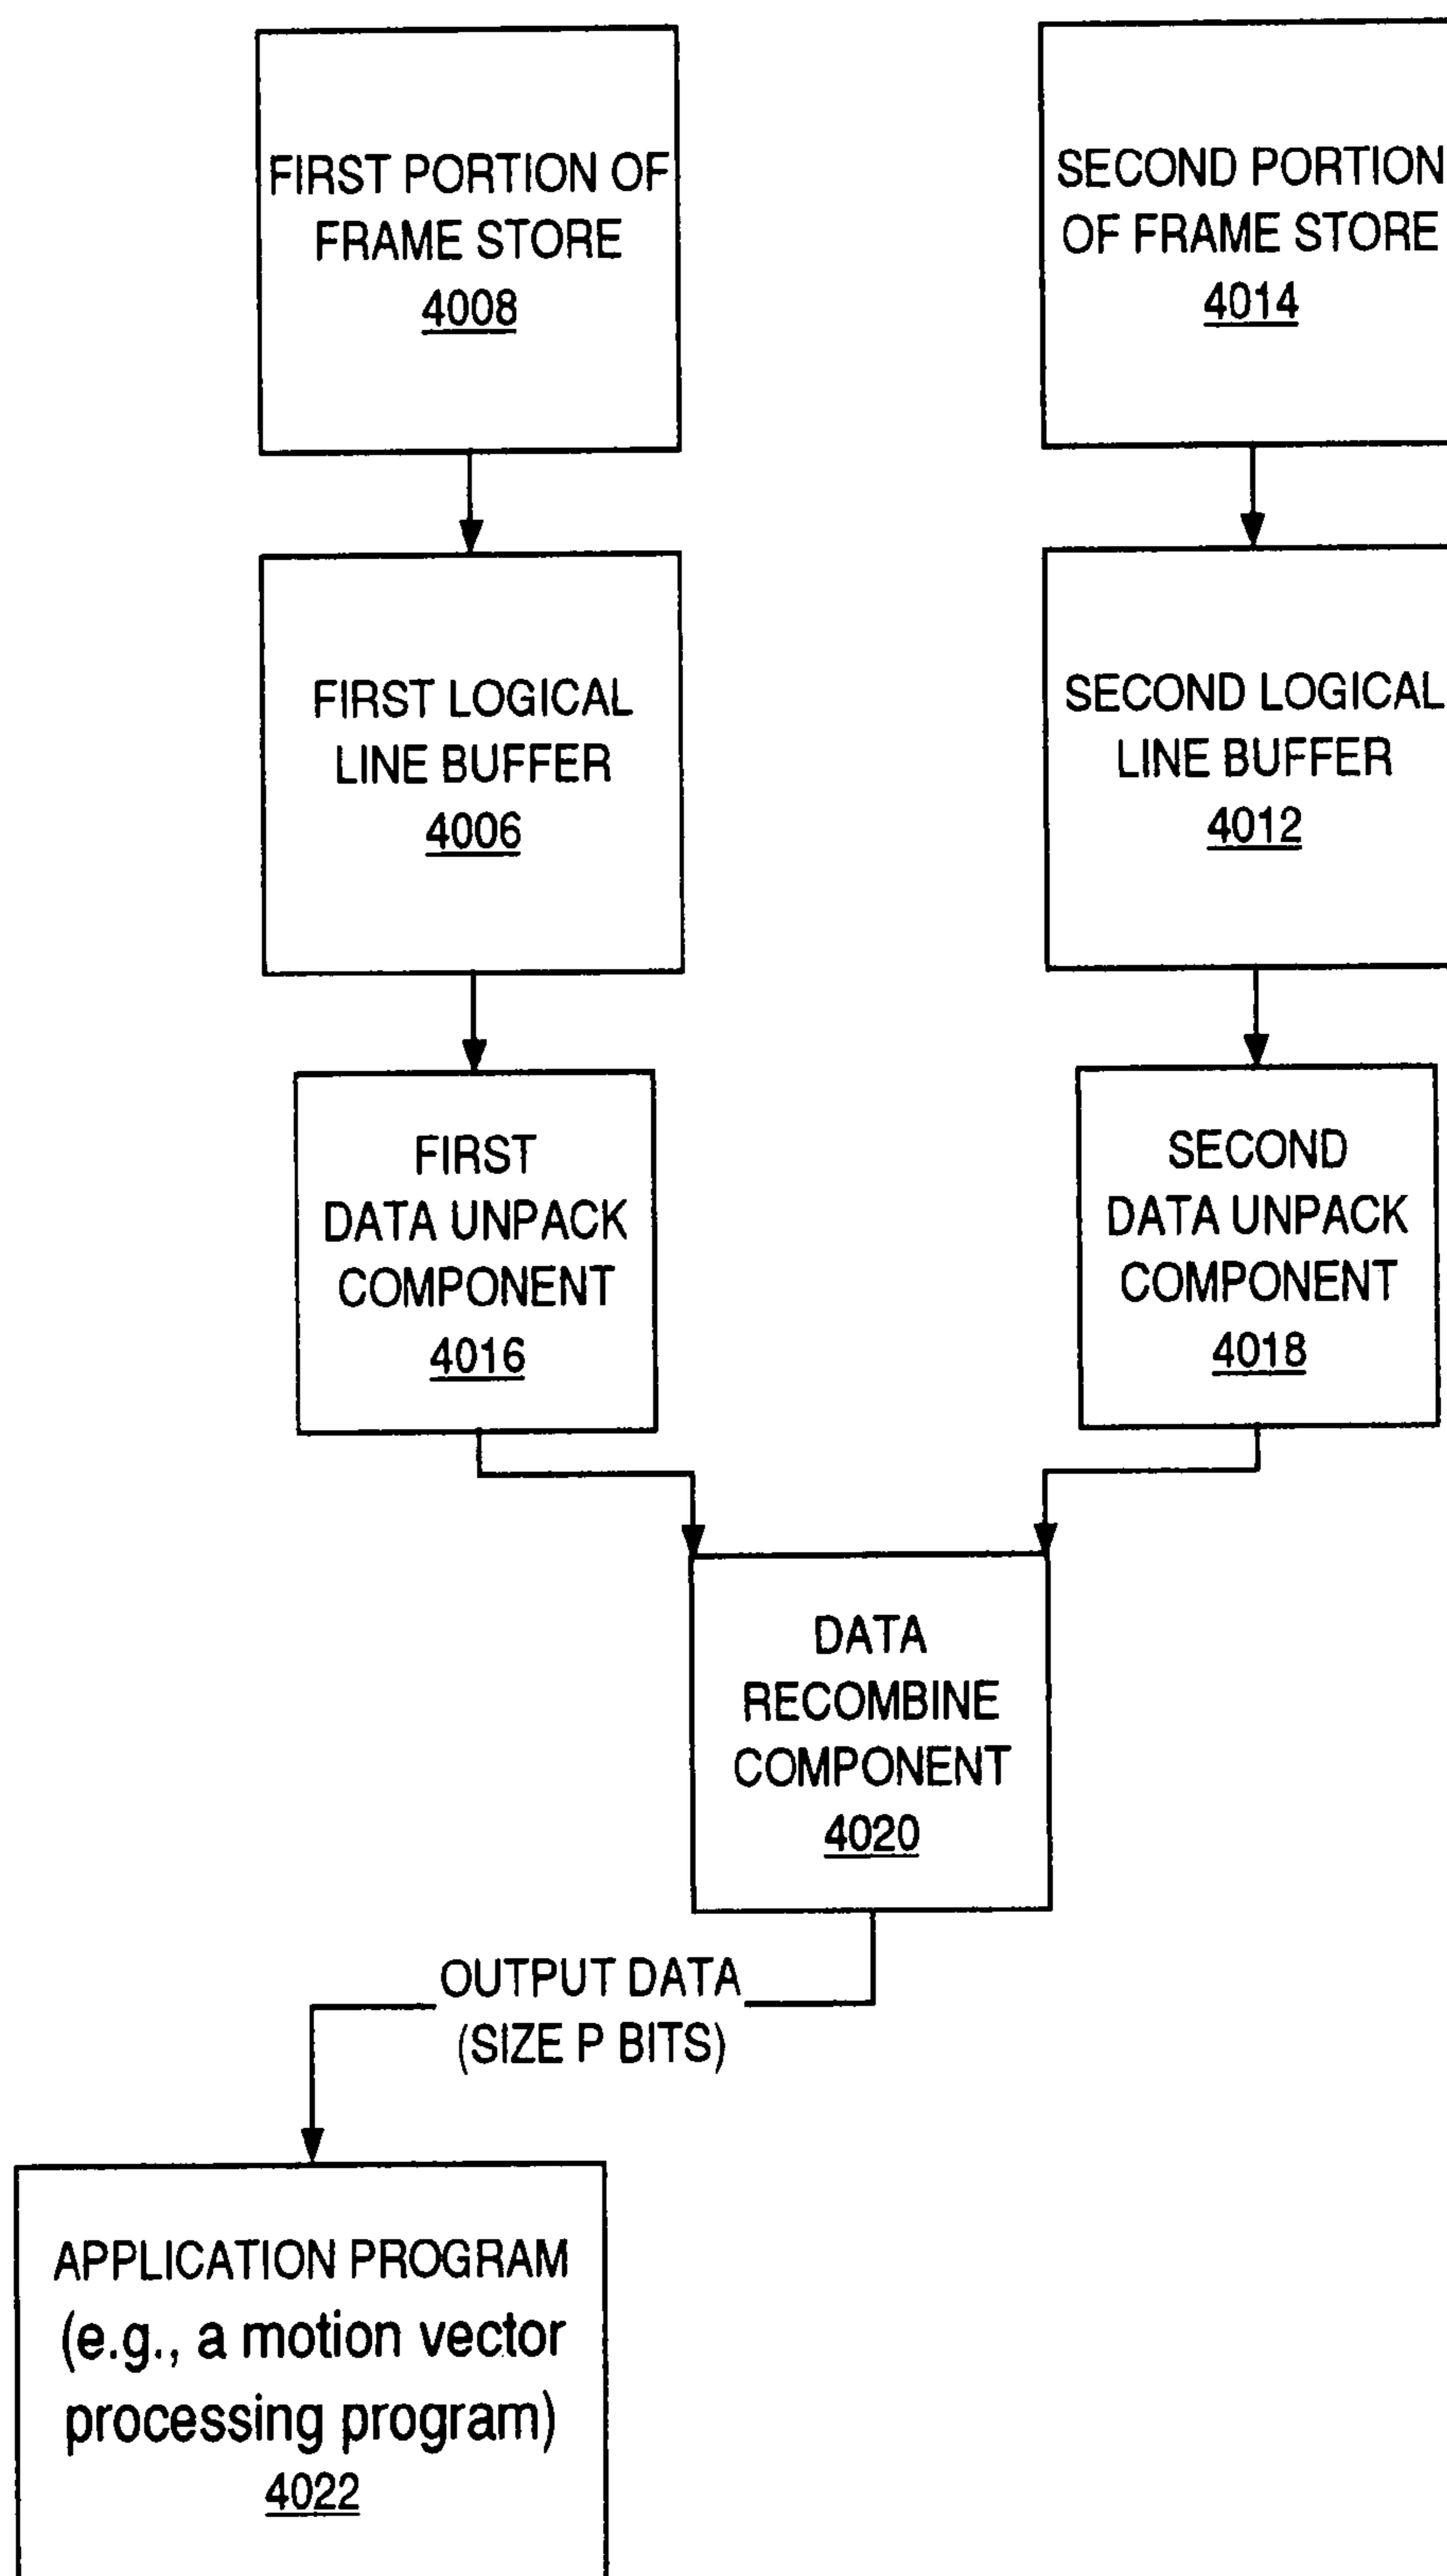 FIRST PORTION OF
FRAME STORE
4008
SECOND PORTION
OF FRAME STORE
4014
FIRST LOGICAL
LINE BUFFER
4006
SECOND LOGICAL
LINE BUFFER
4012
FIRST
DATA UNPACK
COMPONENT
4016
SECOND
DATA UNPACK
COMPONENT
4018
DATA
RECOMBINE
COMPONENT
4020
OUTPUT DATA
(SIZE P BITS)
APPLICATION PROGRAM
(e.g., a motion vector
processing program)
4022